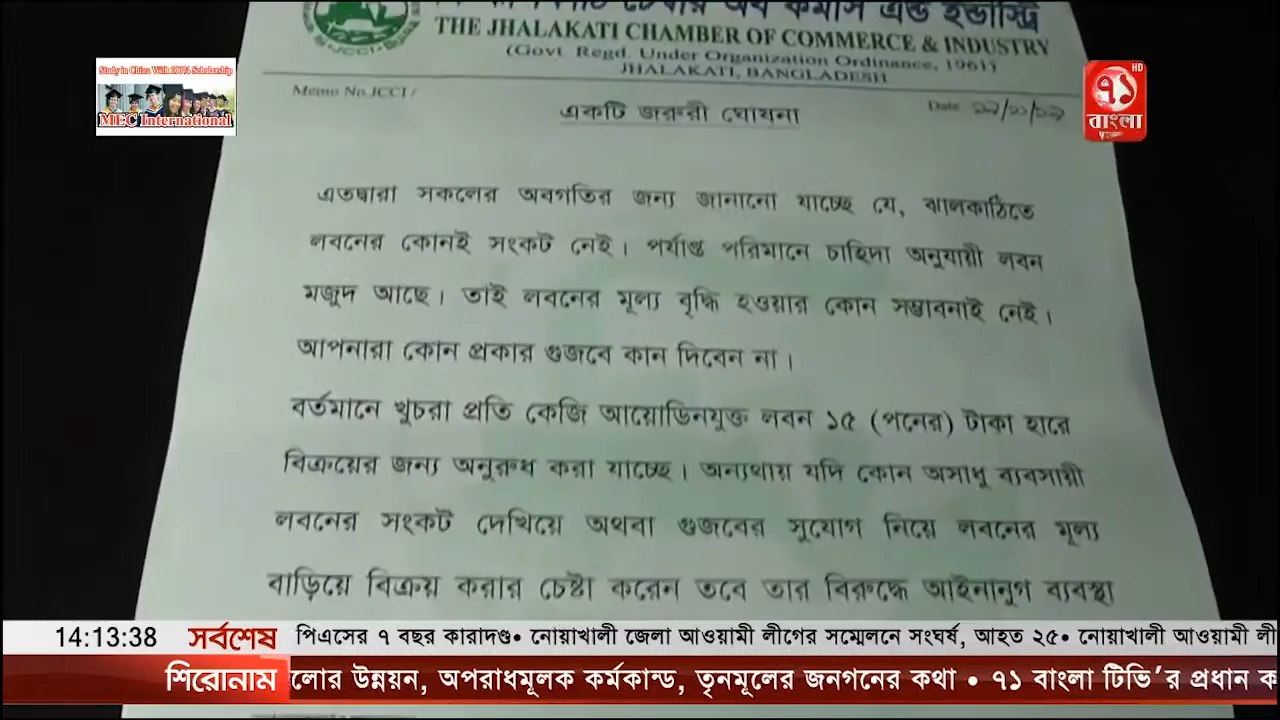 চেম্বার অব কমার্স এন্ড ইন্ডাস্ট্রি
THE JHALAKATI CHAMBER OF COMMERCE & INDUSTRY
(Govt. Regd. Under Organization Ordinance, 1961)
JHALAKATI, BANGLADESH
Study in China With 100% Scholarship
MEC International
HD
৭১
বাংলা
Memo No.JCCI /
Date
একটি জরুরী ঘোষনা
এতদ্বারা সকলের অবগতির জন্য জানানো যাচ্ছে যে, ঝালকাঠিতে
লবনের কোনই সংকট নেই। পর্যাপ্ত পরিমানে চাহিদা অনুযায়ী লবন
মজুদ আছে। তাই লবনের মূল্য বৃদ্ধি হওয়ার কোন সম্ভাবনাই নেই।
আপনারা কোন প্রকার গুজবে কান দিবেন না।
বর্তমানে খুচরা প্রতি কেজি আয়োডিনযুক্ত লবন ১৫ (পনের) টাকা হারে
বিক্রয়ের জন্য অনুরুধ করা যাচ্ছে। অন্যথায় যদি কোন অসাধু ব্যবসায়ী
লবনের সংকট দেখিয়ে অথবা গুজবের সুযোগ নিয়ে লবনের মূল্য
বাড়িয়ে বিক্রয় করার চেষ্টা করেন তবে তার বিরুদ্ধে আইনানুগ ব্যবস্থা
14:13:38 সর্বশেষ পিএসের ৭ বছর কারাদণ্ড• নোয়াখালী জেলা আওয়ামী লীগের সম্মেলনে সংঘর্ষ, আহত ২৫• নোয়াখালী আওয়ামী লী
শিরোনাম লোর উন্নয়ন, অপরাধমূলক কর্মকান্ড, তৃনমূলের জনগনের কথা • ৭১ বাংলা টিভি'র প্রধান ক